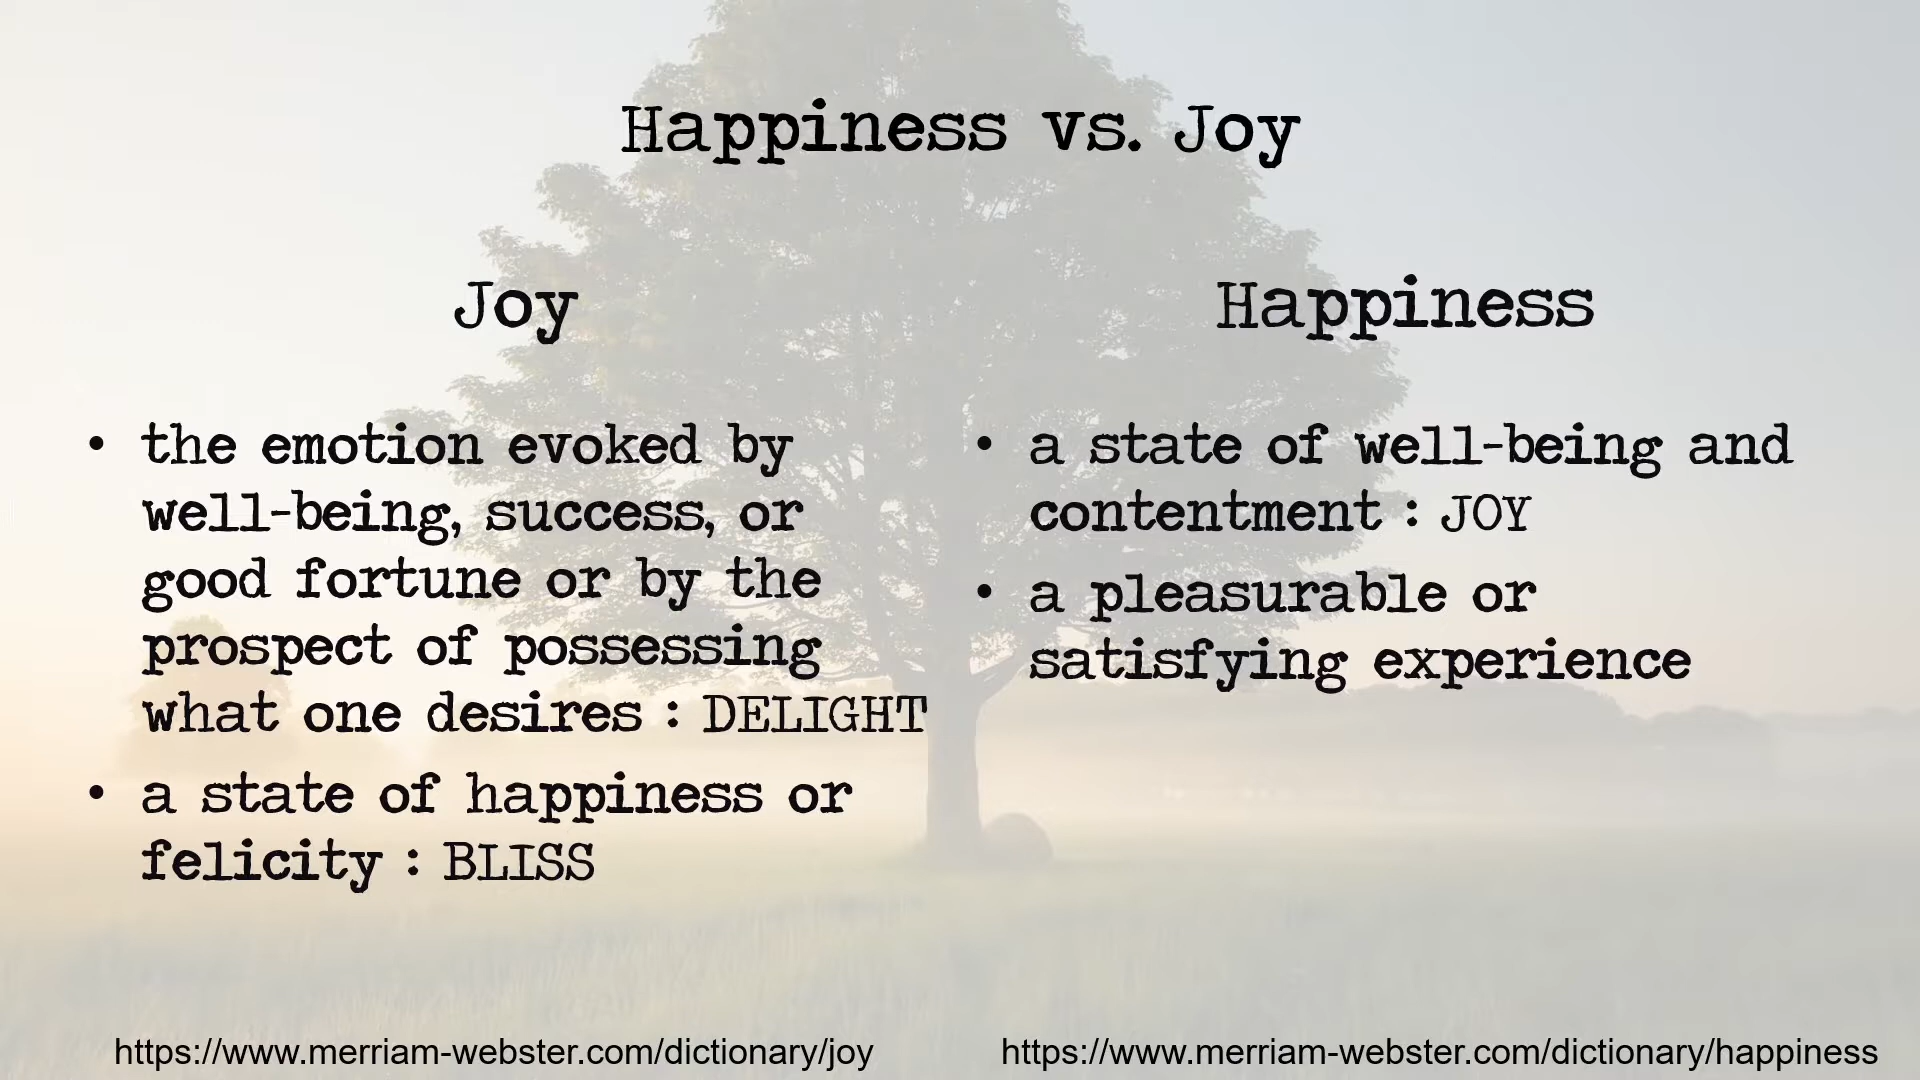 Happiness vs. Joy
Joy
• the emotion evoked by
well-being, success, or
good fortune or by the
prospect of possessing
what one desires : DELIGHT
• a state of happiness or
felicity : BLISS
https://www.merriam-webster.com/dictionary/joy
Happiness
• a state of well-being and
contentment : JOY
• a pleasurable or
satisfying experience
https://www.merriam-webster.com/dictionary/happiness